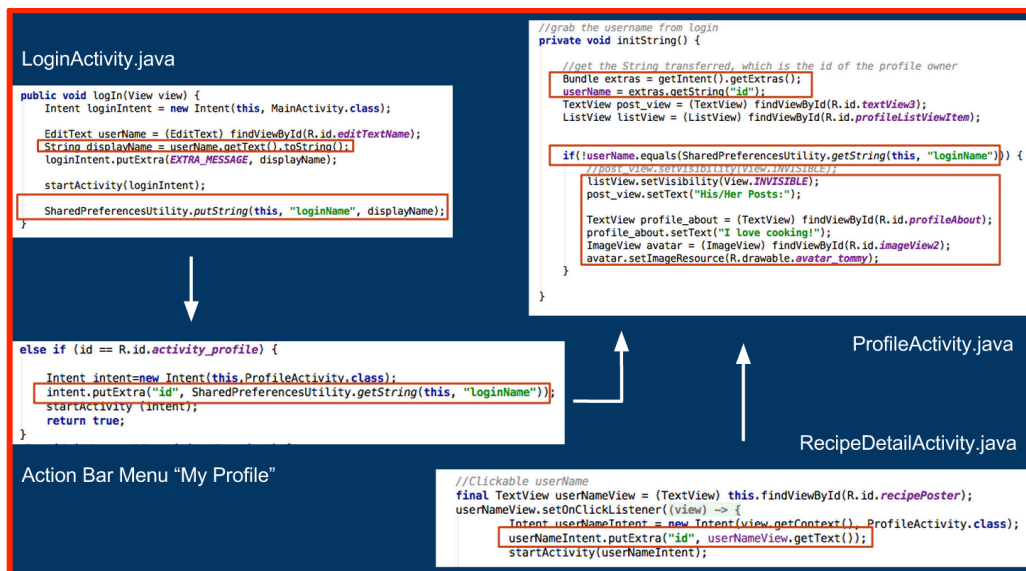 LoginActivity.java
public void logIn(View view) {
Intent loginIntent = new Intent(this, MainActivity.class);
EditText userName = (EditText) findViewById(R.id.editTextName);
String displayName = userName.getText().toString();
loginIntent.putExtra(EXTRA_MESSAGE, displayName);
startActivity(loginIntent);
SharedPreferencesUtility.putString(this, "loginName", displayName);
}
else if (id == R.id.activity_profile) {
Intent intent=new Intent(this,ProfileActivity.class);
intent.putExtra("id", SharedPreferencesUtility.getString(this, "loginName"));
startActivity (intent);
return true;
}
Action Bar Menu “My Profile”
//grab the username from login
private void initString() {
//get the String transferred, which is the id of the profile owner
Bundle extras = getIntent().getExtras();
userName = extras.getString("id");
TextView post_view = (TextView) findViewById(R.id.textView3);
ListView listView = (ListView) findViewById(R.id.profileListViewItem);
if(!userName.equals(SharedPreferencesUtility.getString(this, "loginName"))) {
//post_view.setVisibility(View.INVISIBLE);
listView.setVisibility(View.INVISIBLE);
post_view.setText("His/Her Posts:");
TextView profile_about = (TextView) findViewById(R.id.profileAbout);
profile_about.setText("I love cooking!");
ImageView avatar = (ImageView) findViewById(R.id.imageView2);
avatar.setImageResource(R.drawable.avatar_tommy);
}
}
ProfileActivity.java
RecipeDetailActivity.java
//Clickable userName
final TextView userNameView = (TextView) this.findViewById(R.id.recipePoster);
userNameView.setOnClickListener((view) -> {
Intent userNameIntent = new Intent(view.getContext(), ProfileActivity.class);
userNameIntent.putExtra("id", userNameView.getText());
startActivity(userNameIntent);